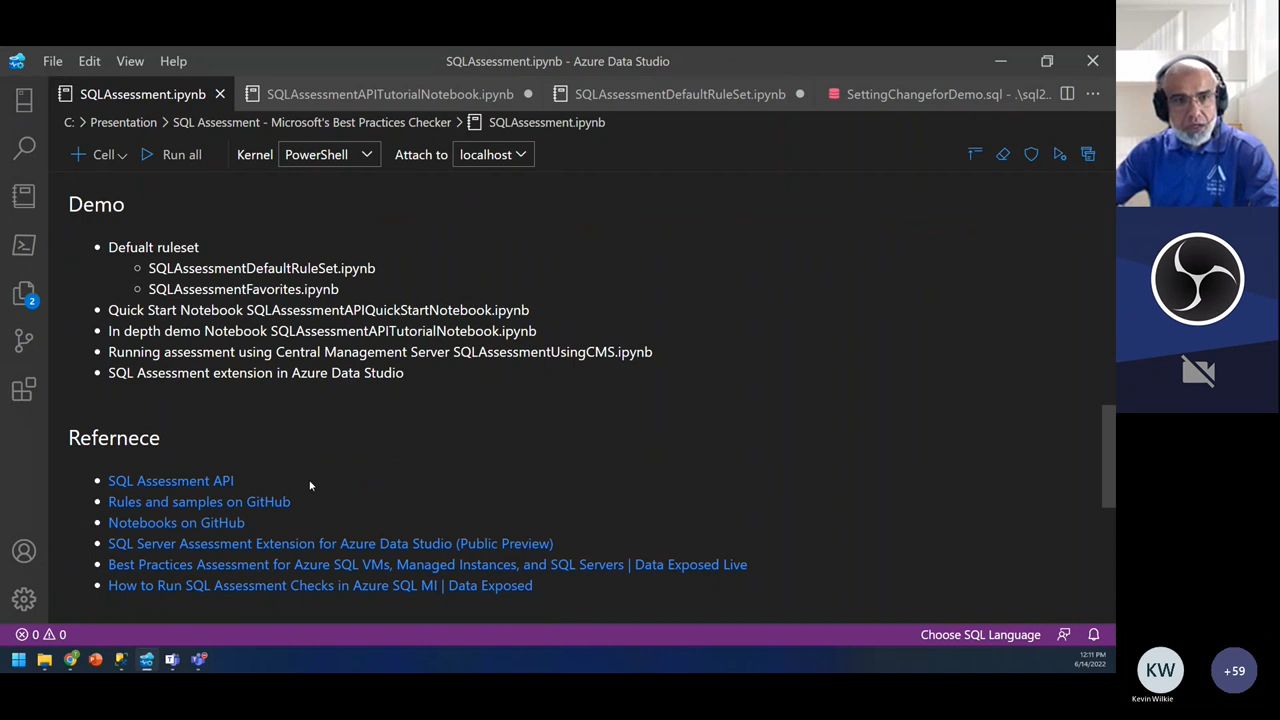 File Edit View Help
SQLAssessment.ipynb - Azure Data Studio
SQLAssessment.ipynb
SQLAssessmentAPITutorialNotebook.ipynb
SQLAssessmentDefaultRuleSet.ipynb
SettingChangeforDemo.sql - .\sql2..
C: > Presentation > SQL Assessment - Microsoft's Best Practices Checker > SQLAssessment.ipynb
Cell Run all Kernel PowerShell Attach to localhost
Demo
Defualt ruleset
SQLAssessmentDefaultRuleSet.ipynb
SQLAssessmentFavorites.ipynb
Quick Start Notebook SQLAssessmentAPIQuickStartNotebook.ipynb
In depth demo Notebook SQLAssessmentAPITutorialNotebook.ipynb
Running assessment using Central Management Server SQLAssessmentUsingCMS.ipynb
SQL Assessment extension in Azure Data Studio
2
Refernece
SQL Assessment API
Rules and samples on GitHub
Notebooks on GitHub
SQL Server Assessment Extension for Azure Data Studio (Public Preview)
Best Practices Assessment for Azure SQL VMs, Managed Instances, and SQL Servers | Data Exposed Live
How to Run SQL Assessment Checks in Azure SQL MI | Data Exposed
0 0
Choose SQL Language
12:11 PM
6/14/2022
KW
Kevin Wilkie
+59